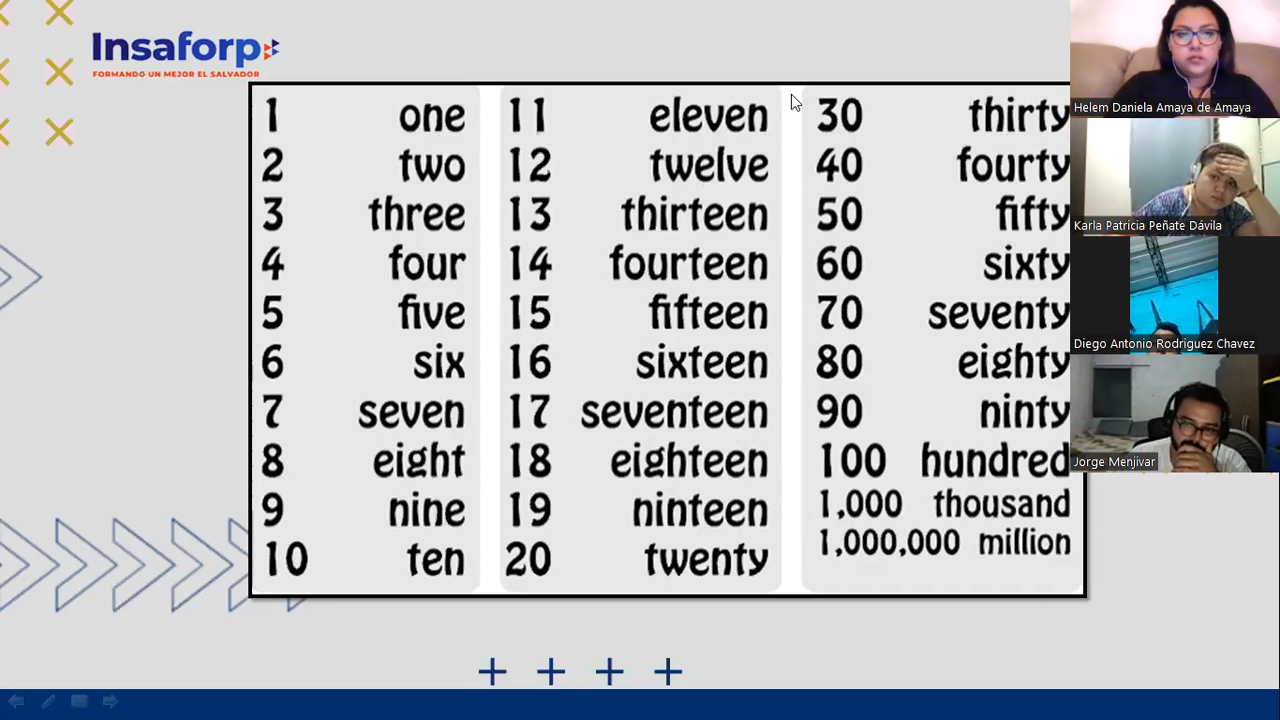 Insaforp
FORMANDO UN MEJOR EL SALVADOR
1 one
2 two
3 three
4 four
5 five
6 six
7 seven
8 eight
9 nine
10 ten
11 eleven
12 twelve
13 thirteen
14 fourteen
15 fifteen
16 sixteen
17 seventeen
18 eighteen
19 ninteen
20 twenty
30 thirty
40 fourty
50 fifty
60 sixty
70 seventy
80 eighty
90 ninty
100 hundred
1,000 thousand
1,000,000 million
Helem Daniela Amaya de Amaya
Karla Patricia Peñate Dávila
Diego Antonio Rodriguez Chavez
Jorge Menjivar